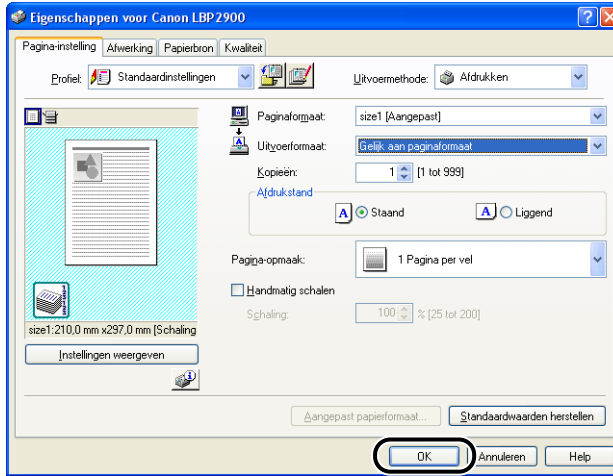 Eigenschappen voor Canon LBP2900
Pagina-instelling Afwerking Papierbron Kwaliteit
Profiel: Standaardinstellingen Uitvoermethode: Afdrukken
Paginaformaat: size1 [Aangepast]
Uitvoerformaat: Gelijk aan paginaformaat
Kopieën: 1 [1 tot 999]
Afdrukstand
A Staand A Liggend
Pagina-opmaak: 1 Pagina per vel
Handmatig schalen
Schaling: 100 % [25 tot 200]
size1:210,0 mm x297,0 mm [Schaling
Instellingen weergeven
Aangepast papierformaat... Standaardwaarden herstellen
OK Annuleren Help